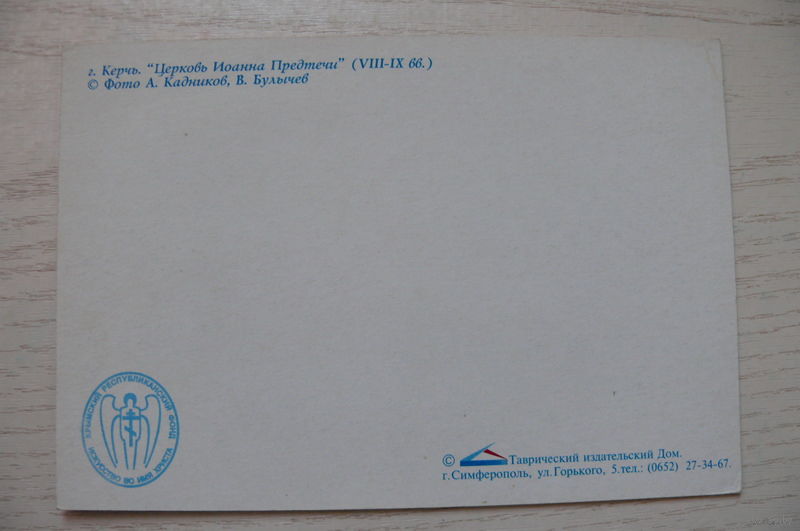 г. Керчь. "Церковь Иоанна Предтечи" (VIII-IX вв.)
© Фото А. Кадников, В. Булычев
КРЫМСКИЙ РЕСПУБЛИКАНСКИЙ ФОНД
ИСКУССТВО ВО ИМЯ ХРИСТА
© Таврический издательский Дом.
г.Симферополь, ул.Горького, 5.тел.: (0652) 27-34-67.